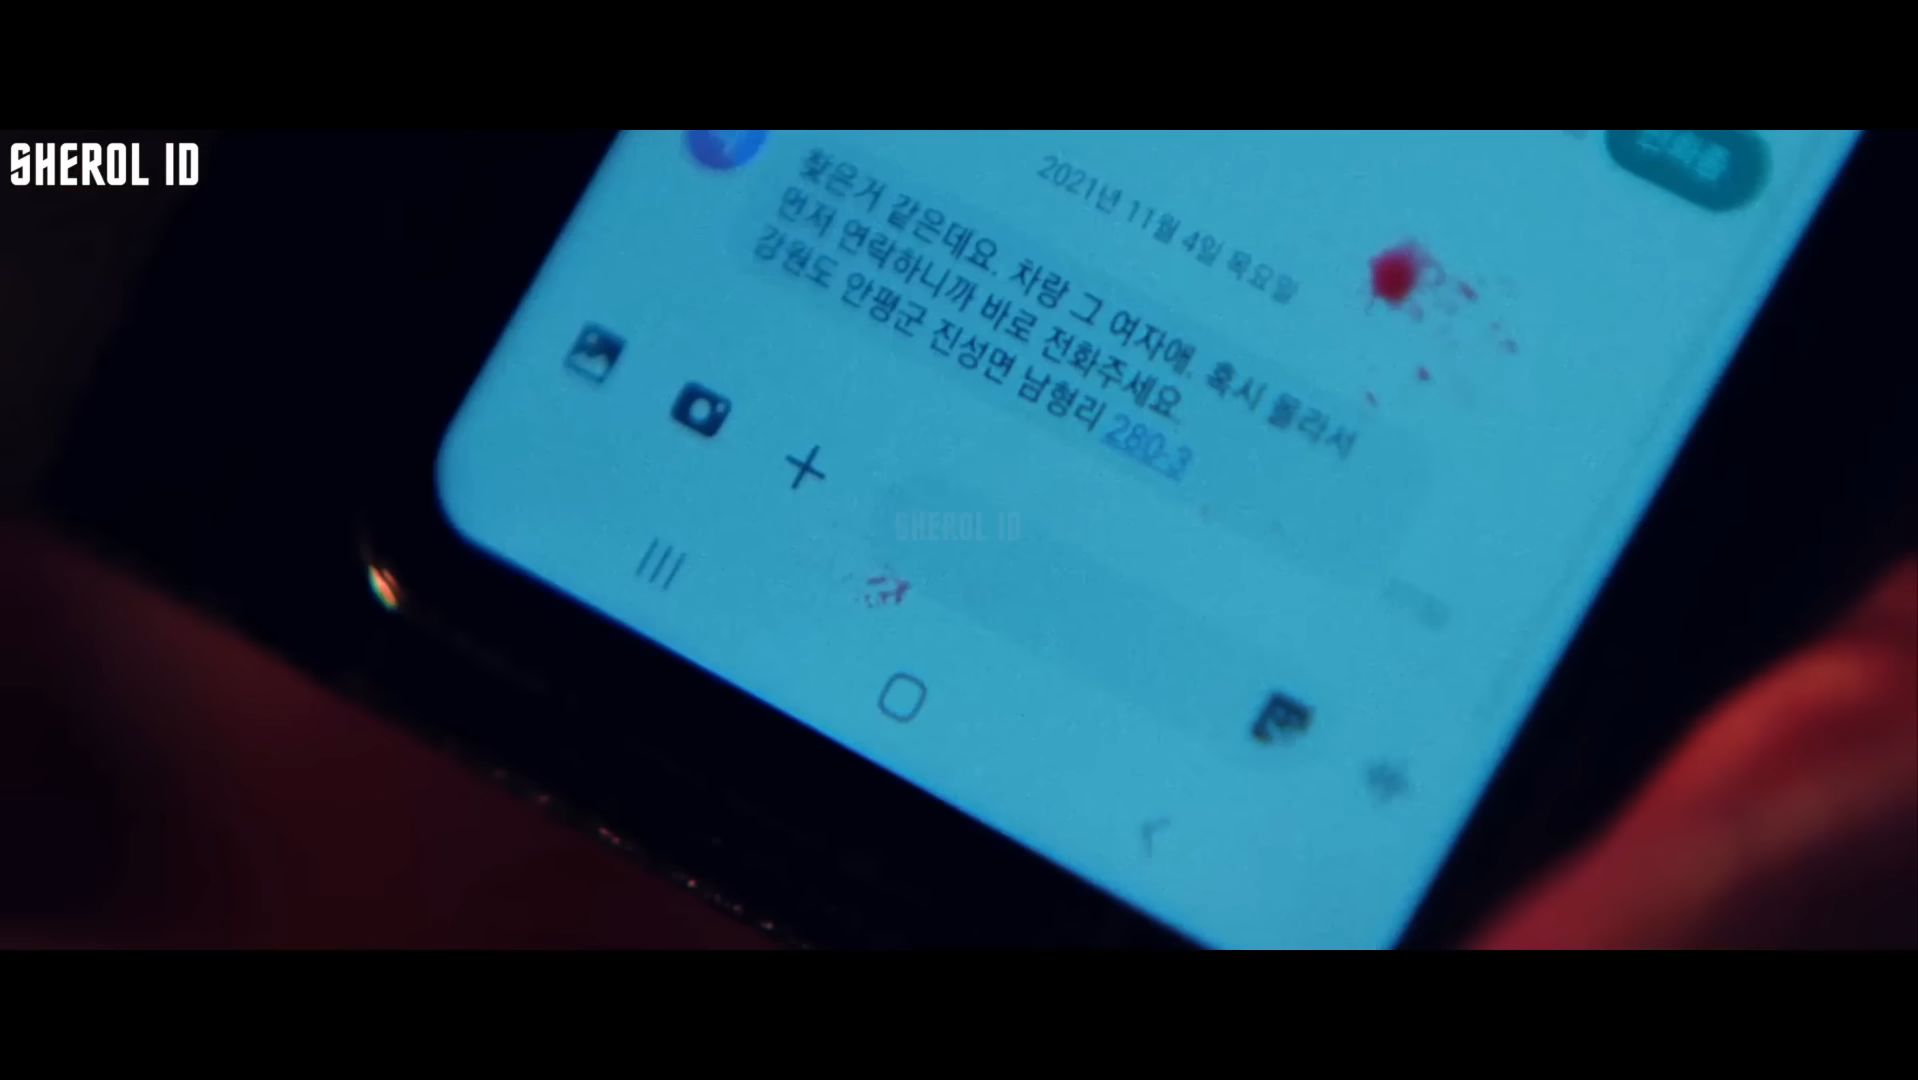 SHEROL ID
2021년 11월 4일 목요일
찾은거 같은데요. 차랑 그 여자애. 혹시 몰라서
먼저 연락하니까 바로 전화주세요.
강원도 안평군 진성면 남형리 280-3
SHEROL ID